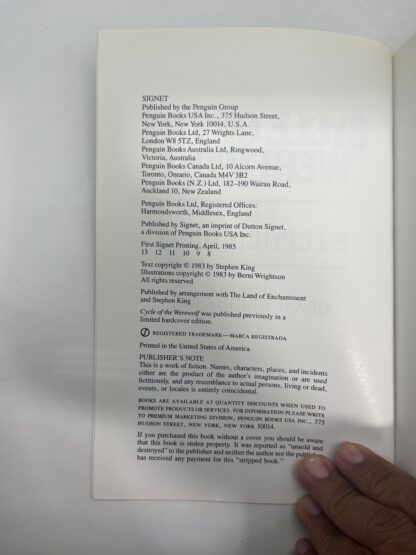 SIGNET
Published by the Penguin Group
Penguin Books USA Inc., 375 Hudson Street,
New York, New York 10014, U.S.A.
Penguin Books Ltd, 27 Wrights Lane,
London W8 5TZ, England
Penguin Books Australia Ltd, Ringwood,
Victoria, Australia
Penguin Books Canada Ltd, 10 Alcorn Avenue,
Toronto, Ontario, Canada M4V 3B2
Penguin Books (N.Z.) Ltd, 182–190 Wairau Road,
Auckland 10, New Zealand
Penguin Books Ltd, Registered Offices:
Harmondsworth, Middlesex, England
Published by Signet, an imprint of Dutton Signet,
a division of Penguin Books USA Inc.
First Signet Printing, April, 1985
13 12 11 10 9 8
Text copyright © 1983 by Stephen King
Illustrations copyright © 1983 by Berni Wrightson
All rights reserved
Published by arrangement with The Land of Enchantment
and Stephen King
Cycle of the Werewolf was published previously in a
limited hardcover edition.
REGISTERED TRADEMARK—MARCA REGISTRADA
Printed in the United States of America
PUBLISHER'S NOTE
This is a work of fiction. Names, characters, places, and incidents
either are the product of the author's imagination or are used
fictitiously, and any resemblance to actual persons, living or dead,
events, or locales is entirely coincidental.
BOOKS ARE AVAILABLE AT QUANTITY DISCOUNTS WHEN USED TO
PROMOTE PRODUCTS OR SERVICES. FOR INFORMATION PLEASE WRITE
TO PREMIUM MARKETING DIVISION, PENGUIN BOOKS USA INC., 375
HUDSON STREET, NEW YORK, NEW YORK 10014.
If you purchased this book without a cover you should be aware
that this book is stolen property. It was reported as "unsold and
destroyed" to the publisher and neither the author nor the publisher
has received any payment for this "stripped book."